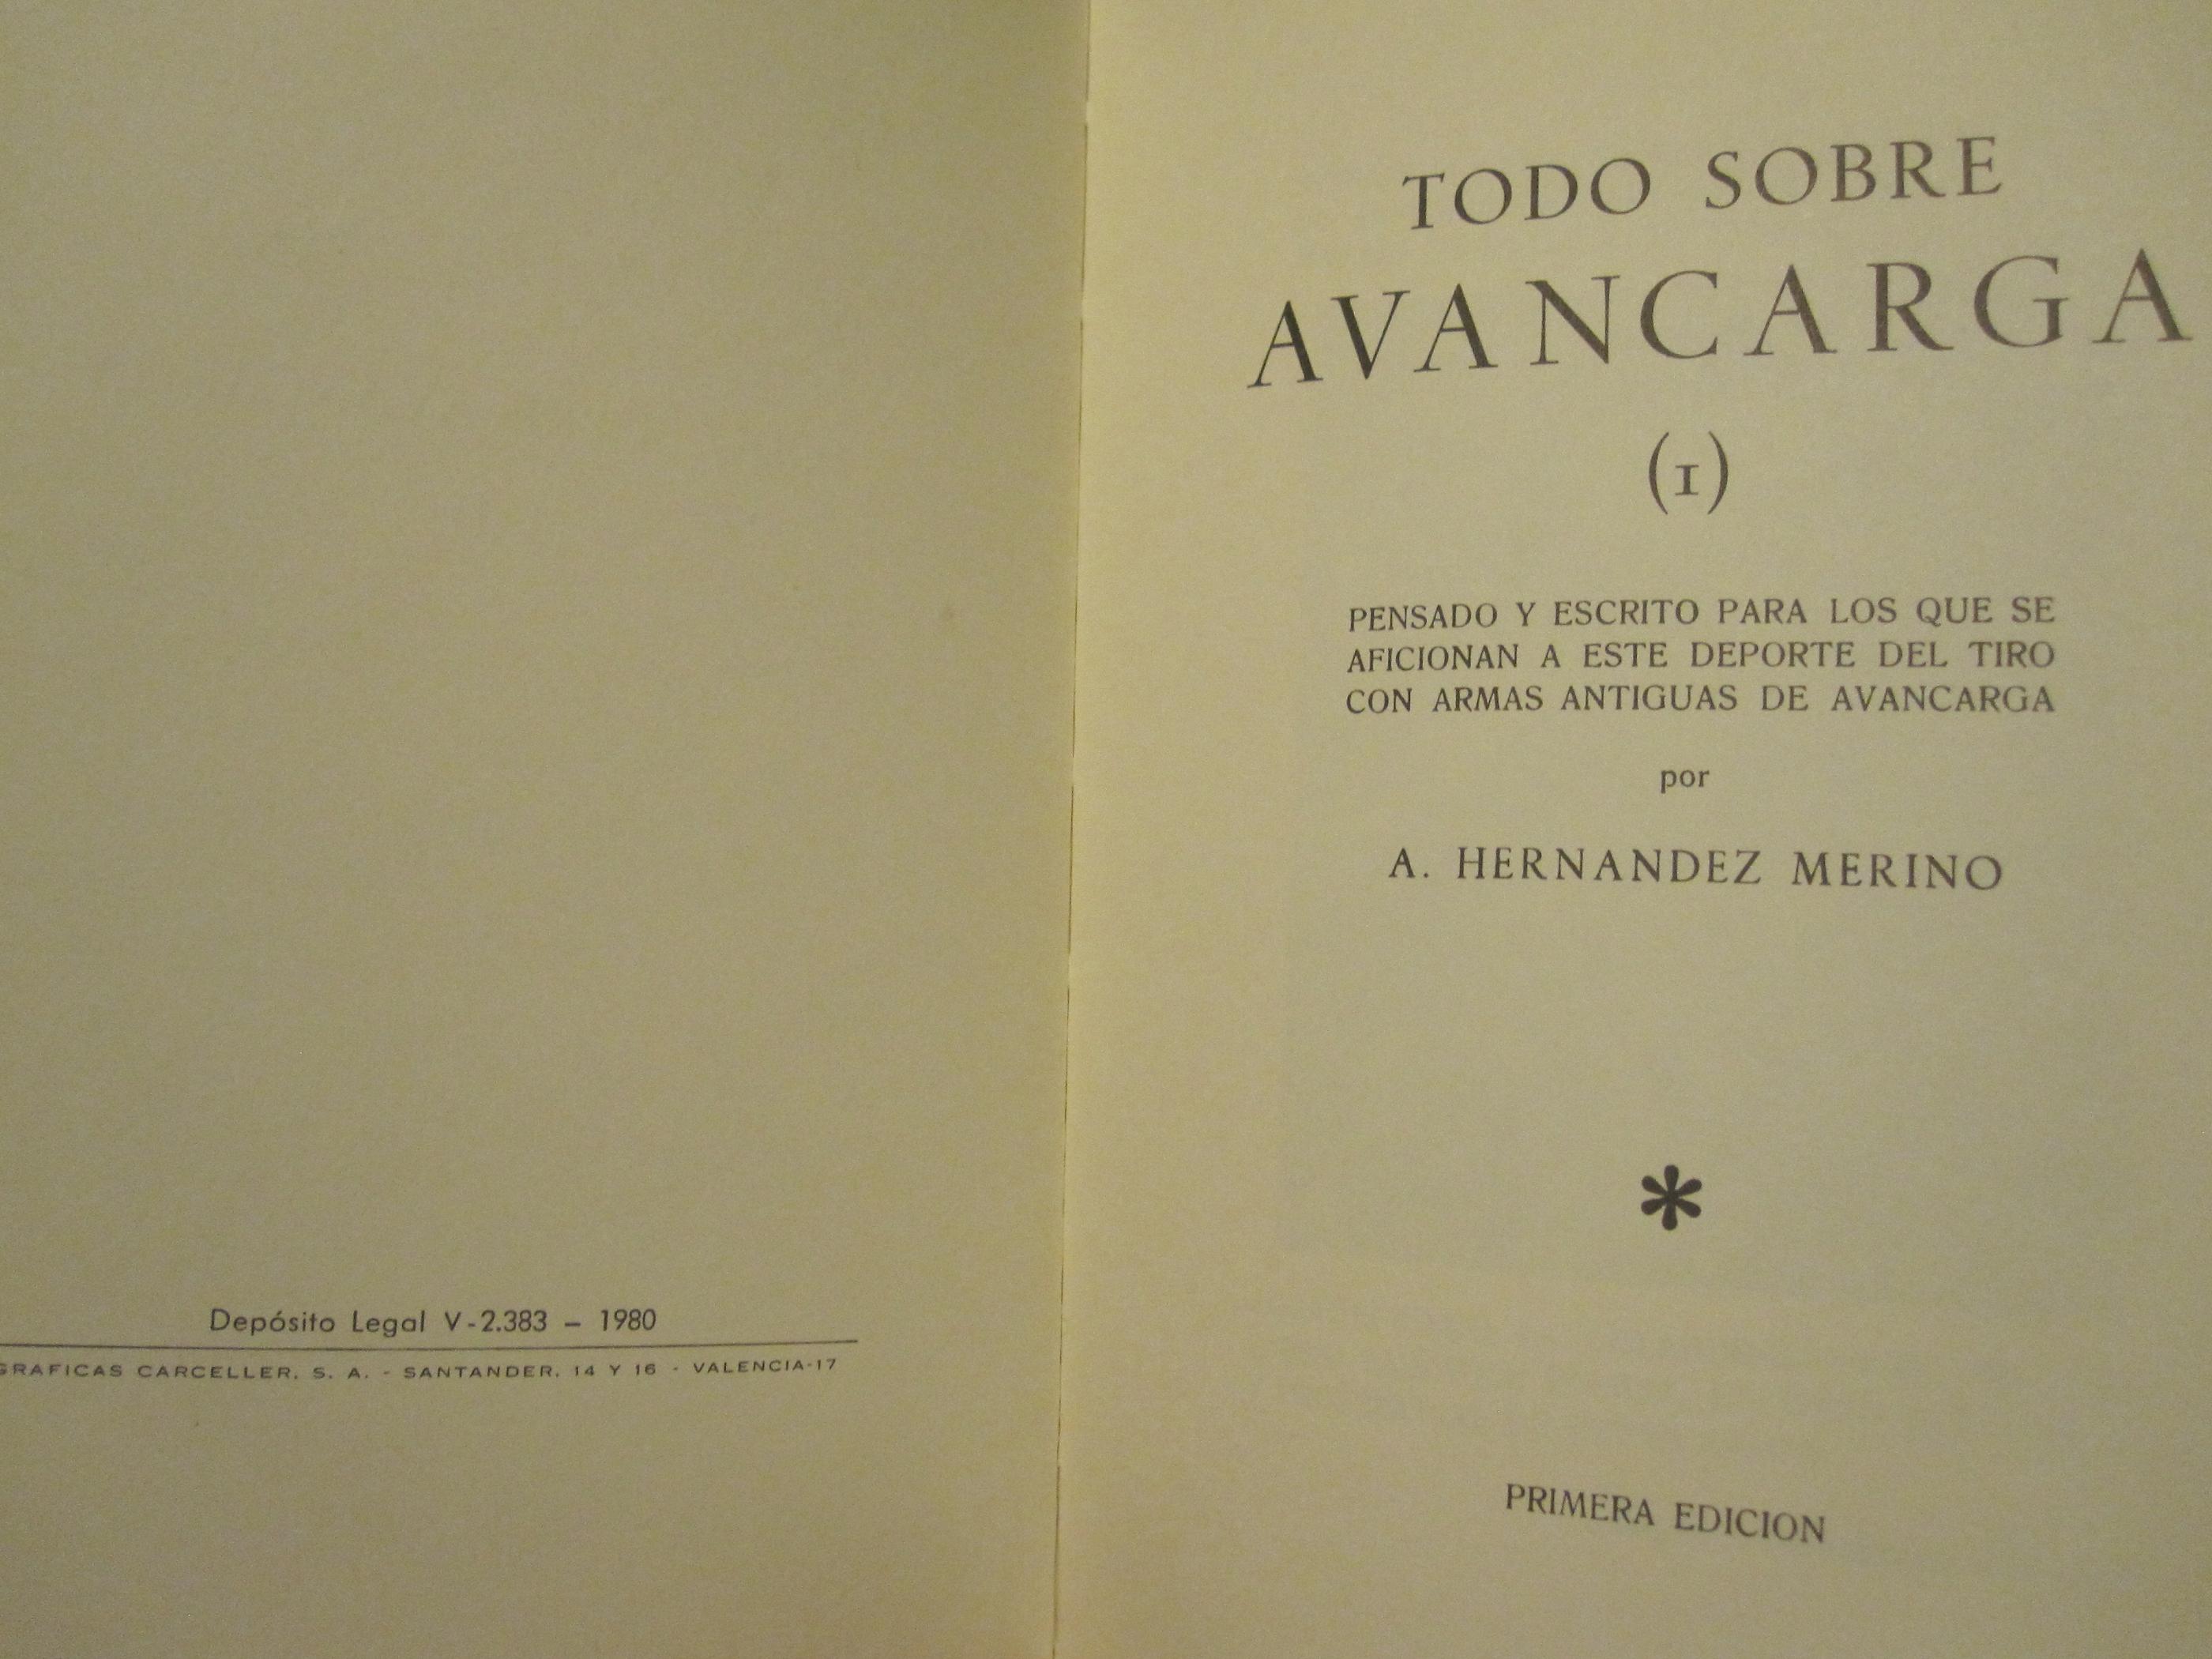 Depósito Legal V-2.383 – 1980
GRAFICAS CARCELLER, S. A. - SANTANDER, 14 Y 16 - VALENCIA-17
TODO SOBRE
AVANCARGA
(I)
PENSADO Y ESCRITO PARA LOS QUE SE
AFICIONAN A ESTE DEPORTE DEL TIRO
CON ARMAS ANTIGUAS DE AVANCARGA
por
A. HERNANDEZ MERINO
*
PRIMERA EDICION